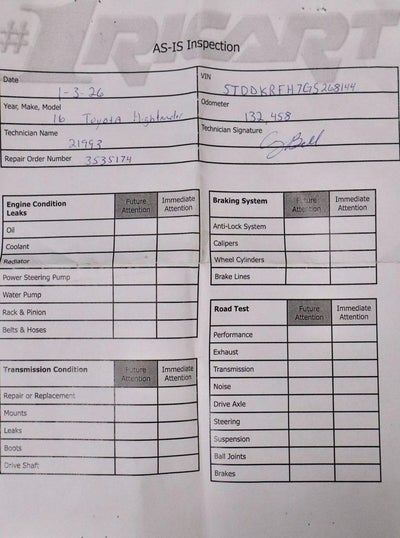 #1 RICART
AS-IS Inspection
Date 1-3-26
VIN 5TDDKRFH7GS268144
Year, Make, Model 16 Toyota Highlander
Odometer 132,458
Technician Name 21993
Technician Signature
Repair Order Number 3535174
Engine Condition Leaks Future Attention Immediate Attention
Oil
Coolant
Radiator
Power Steering Pump
Water Pump
Rack & Pinion
Belts & Hoses
Transmission Condition Future Attention Immediate Attention
Repair or Replacement
Mounts
Leaks
Boots
Drive Shaft
Braking System Future Attention Immediate Attention
Anti-Lock System
Calipers
Wheel Cylinders
Brake Lines
Road Test Future Attention Immediate Attention
Performance
Exhaust
Transmission
Noise
Drive Axle
Steering
Suspension
Ball Joints
Brakes